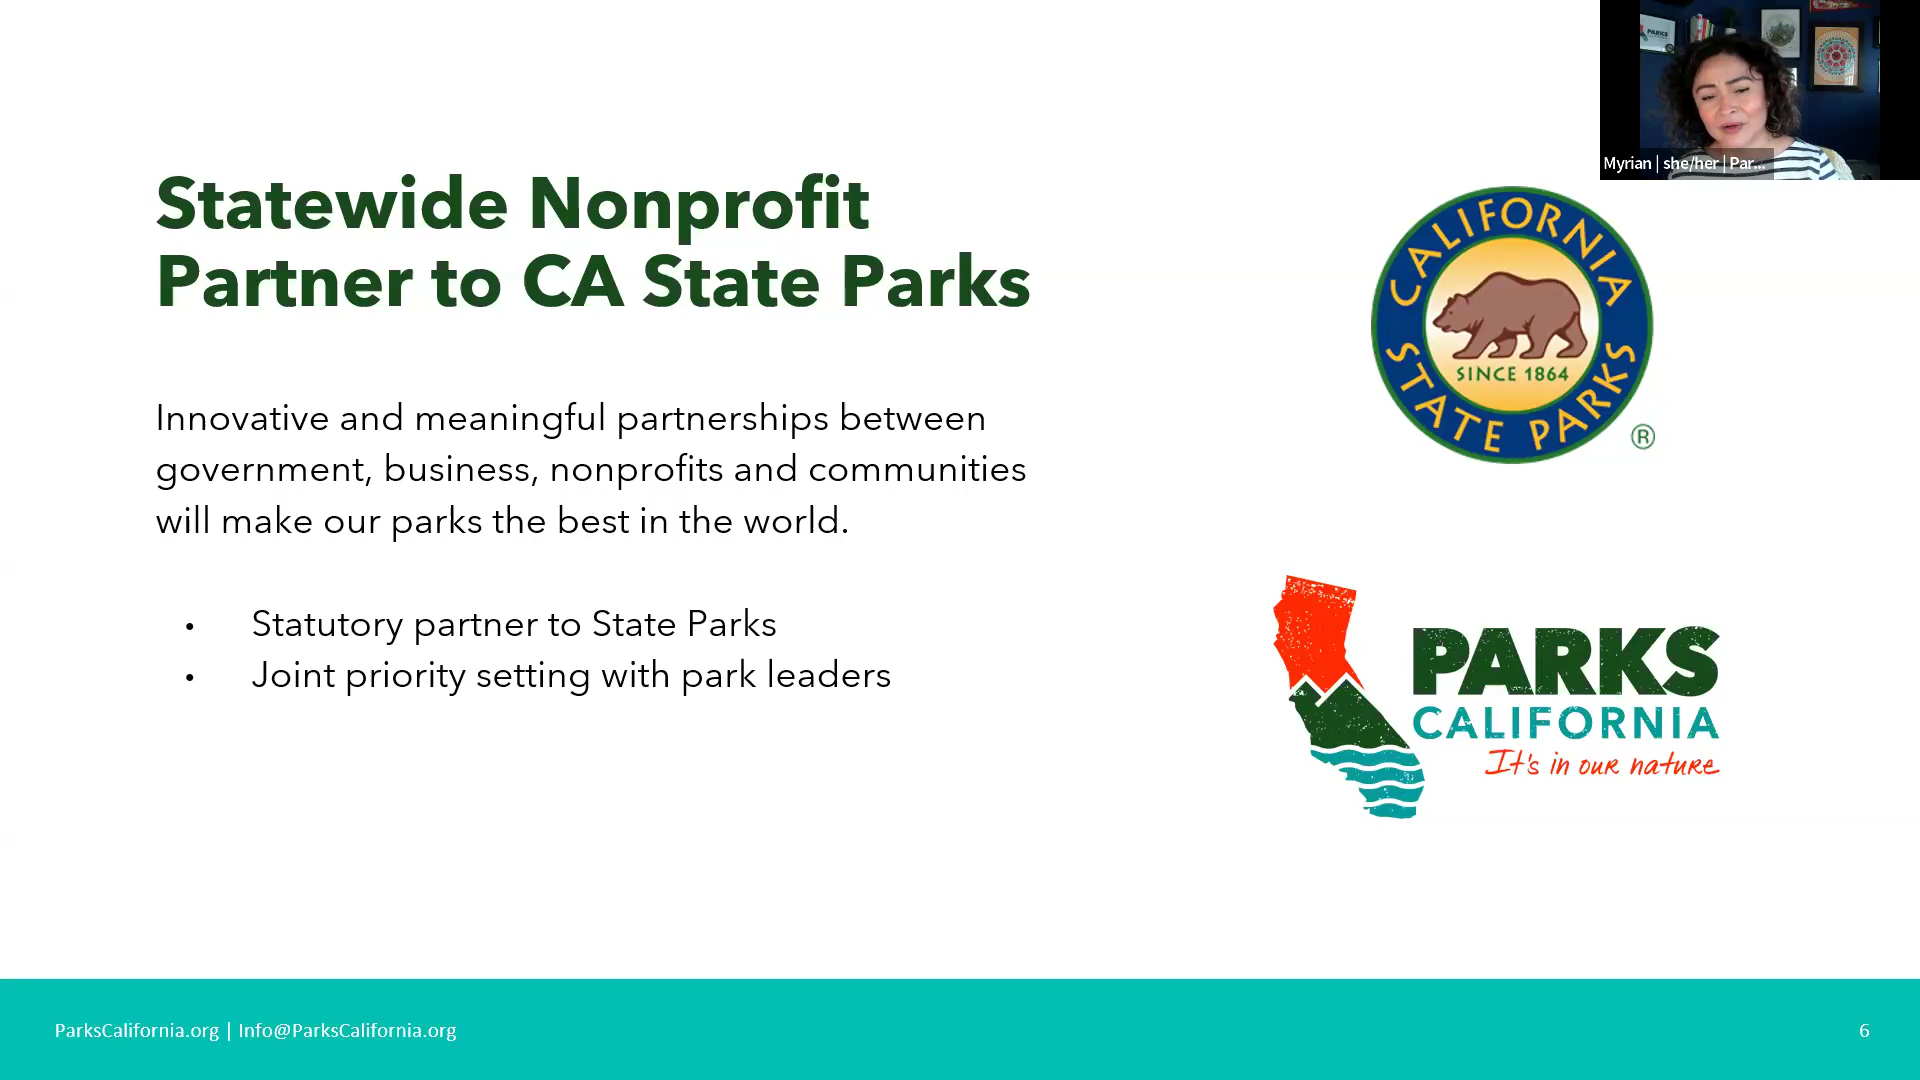 PARKS
Myrian | she/her | Par...
Statewide Nonprofit
Partner to CA State Parks
Innovative and meaningful partnerships between
government, business, nonprofits and communities
will make our parks the best in the world.
• Statutory partner to State Parks
• Joint priority setting with park leaders
CALIFORNIA
STATE PARKS
SINCE 1864
®
PARKS
CALIFORNIA
It's in our nature
ParksCalifornia.org | Info@ParksCalifornia.org
6